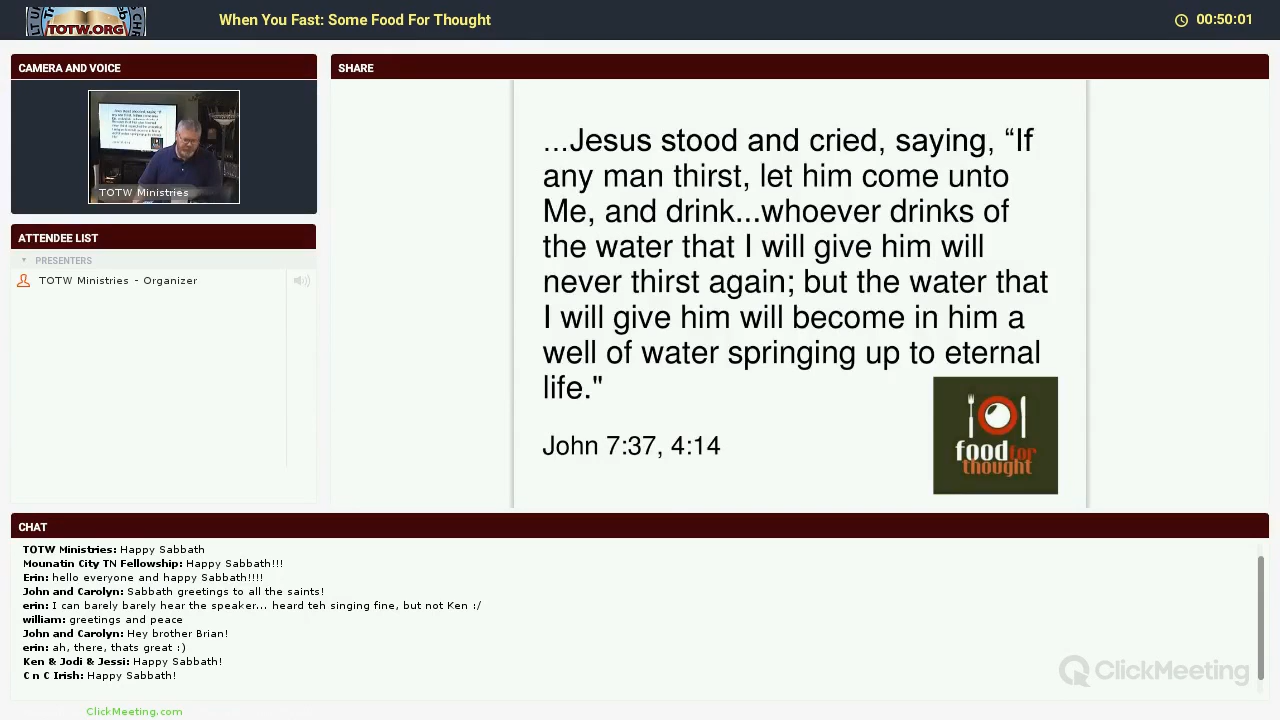 TOTW.ORG
When You Fast: Some Food For Thought
00:50:01
CAMERA AND VOICE
TOTW Ministries
ATTENDEE LIST
PRESENTERS
TOTW Ministries - Organizer
SHARE
...Jesus stood and cried, saying, “If
any man thirst, let him come unto
Me, and drink...whoever drinks of
the water that I will give him will
never thirst again; but the water that
I will give him will become in him a
well of water springing up to eternal
life."
John 7:37, 4:14
food for
thought
CHAT
TOTW Ministries: Happy Sabbath
Mounatin City TN Fellowship: Happy Sabbath!!!
Erin: hello everyone and happy Sabbath!!!!
John and Carolyn: Sabbath greetings to all the saints!
erin: I can barely barely hear the speaker... heard teh singing fine, but not Ken :/
william: greetings and peace
John and Carolyn: Hey brother Brian!
erin: ah, there, thats great :)
Ken & Jodi & Jessi: Happy Sabbath!
C n C Irish: Happy Sabbath!
ClickMeeting
ClickMeeting.com